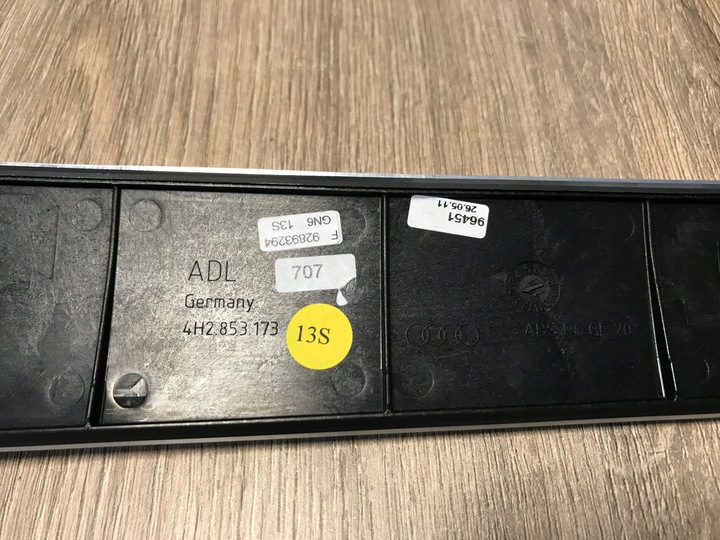 ADL
Germany
4H2.853.173
F 92893294
GN6 13S
707
13S
96451
26.05.11